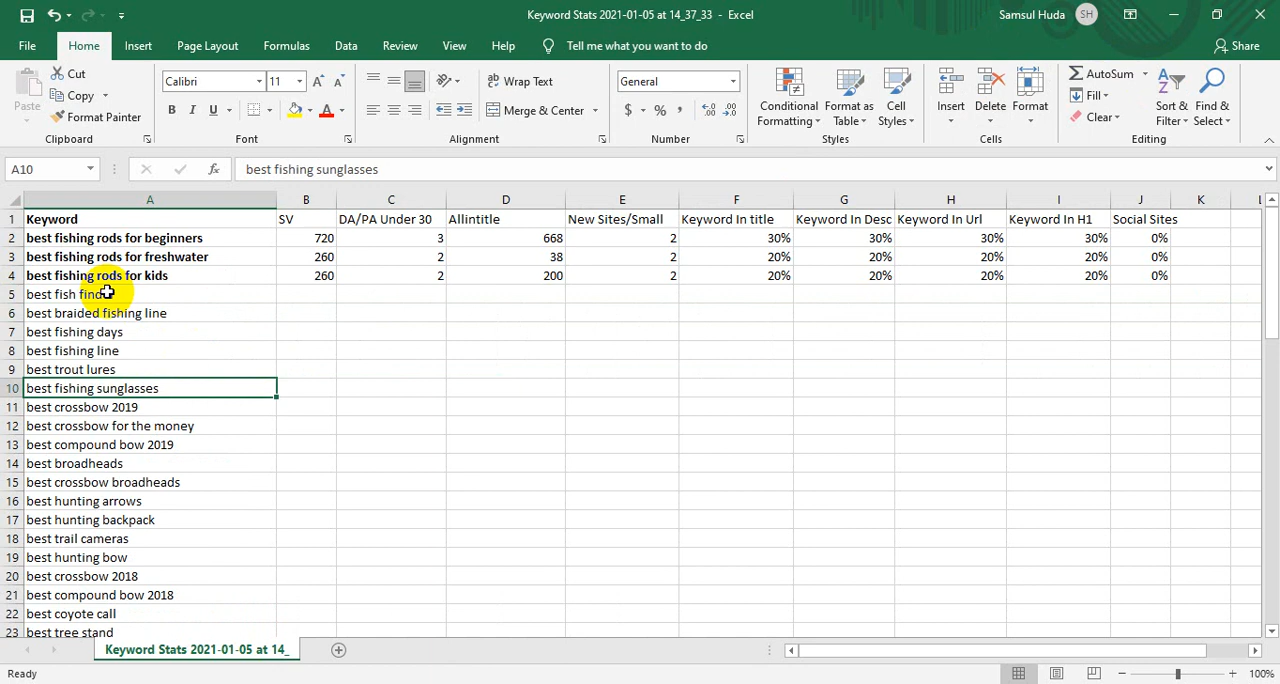 Keyword Stats 2021-01-05 at 14_37_33 - Excel
Samsul Huda SH
File Home Insert Page Layout Formulas Data Review View Help Tell me what you want to do Share
Paste
Cut
Copy
Format Painter
Clipboard
Calibri 11
B I U
Font
Wrap Text
Merge & Center
Alignment
General
$ % ,
Number
Conditional Formatting
Format as Table
Cell Styles
Styles
Insert Delete Format
Cells
AutoSum
Fill
Clear
Sort & Filter
Find & Select
Editing
A10 fx best fishing sunglasses
A B C D E F G H I J K L
1 Keyword SV DA/PA Under 30 Allintitle New Sites/Small Keyword In title Keyword In Desc Keyword In Url Keyword In H1 Social Sites
2 best fishing rods for beginners 720 3 668 2 30% 30% 30% 30% 0%
3 best fishing rods for freshwater 260 2 38 2 20% 20% 20% 20% 0%
4 best fishing rods for kids 260 2 200 2 20% 20% 20% 20% 0%
5 best fish find
6 best braided fishing line
7 best fishing days
8 best fishing line
9 best trout lures
10 best fishing sunglasses
11 best crossbow 2019
12 best crossbow for the money
13 best compound bow 2019
14 best broadheads
15 best crossbow broadheads
16 best hunting arrows
17 best hunting backpack
18 best trail cameras
19 best hunting bow
20 best crossbow 2018
21 best compound bow 2018
22 best coyote call
23 best tree stand
Keyword Stats 2021-01-05 at 14_
Ready
100%